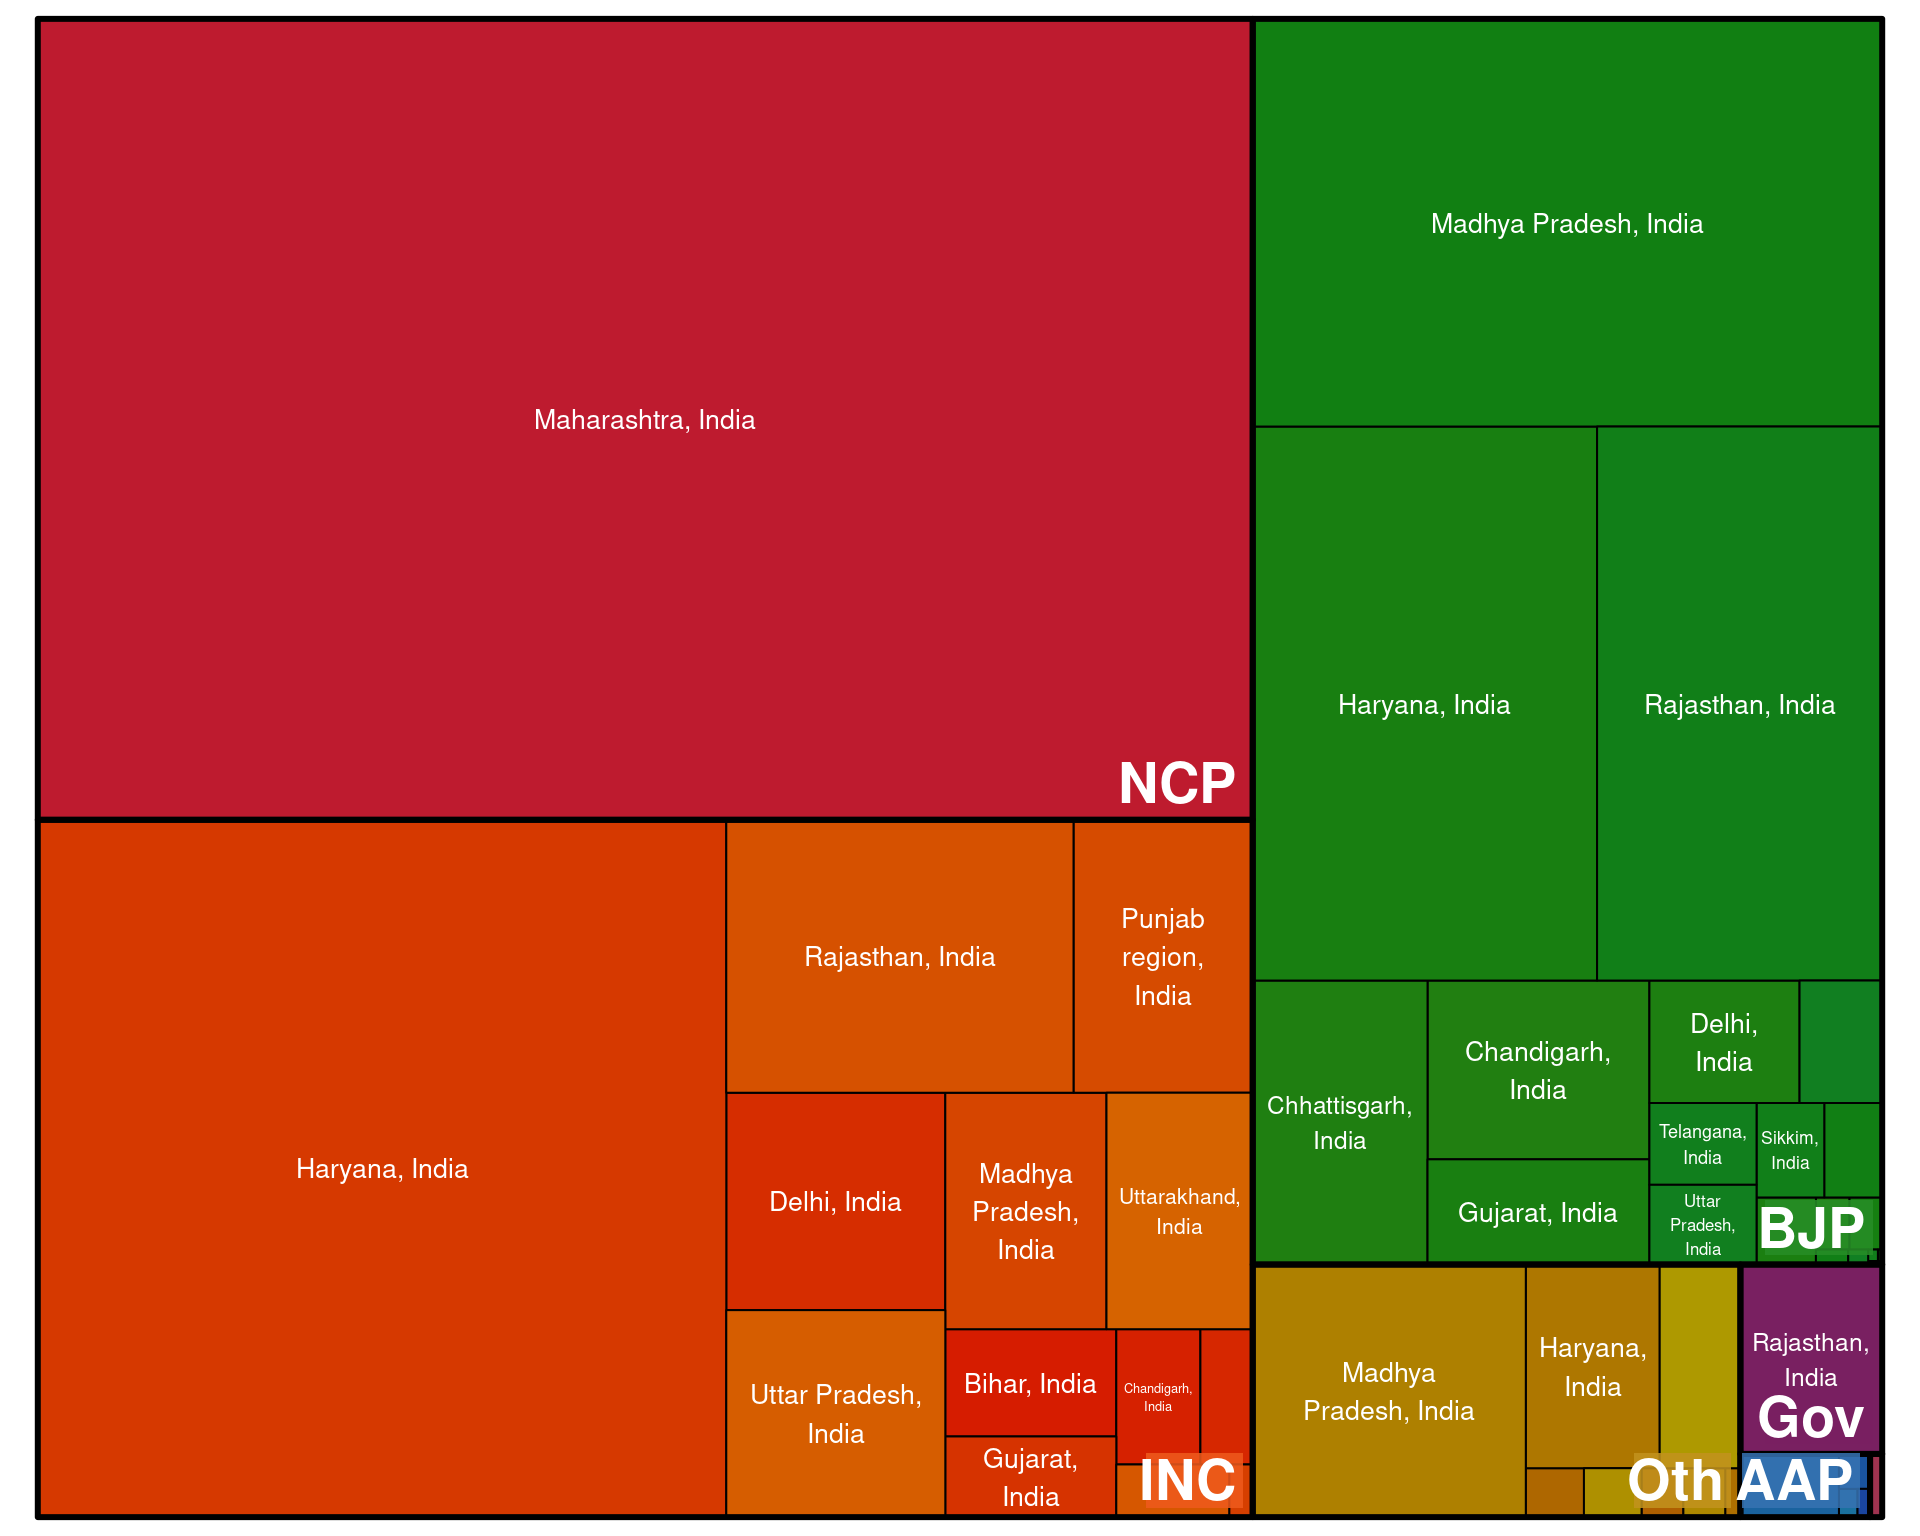 Maharashtra, India
NCP
Haryana, India
Rajasthan, India
Punjab
region,
India
Delhi, India
Madhya
Pradesh,
India
Uttarakhand,
India
Uttar Pradesh,
India
Bihar, India
Chandigarh,
India
Gujarat,
India
INC
Madhya Pradesh, India
Haryana, India
Rajasthan, India
Chhattisgarh,
India
Chandigarh,
India
Gujarat, India
Delhi,
India
Telangana,
India
Sikkim,
India
Uttar
Pradesh,
India
BJP
Madhya
Pradesh, India
Haryana,
India
Oth
Rajasthan,
India
Gov
AAP